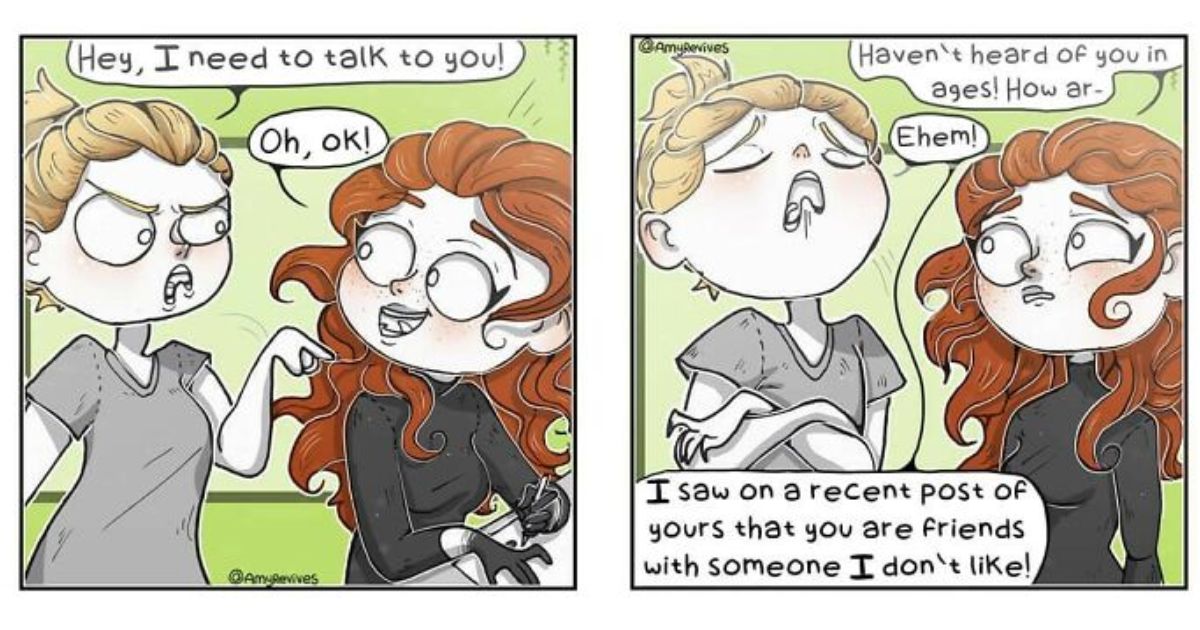 Hey, I need to talk to you!
Oh, ok!
@AmyRevives
@AmyRevives
Haven't heard of you in
ages! How ar-
Ehem!
I saw on a recent post of
yours that you are friends
with someone I don't like!